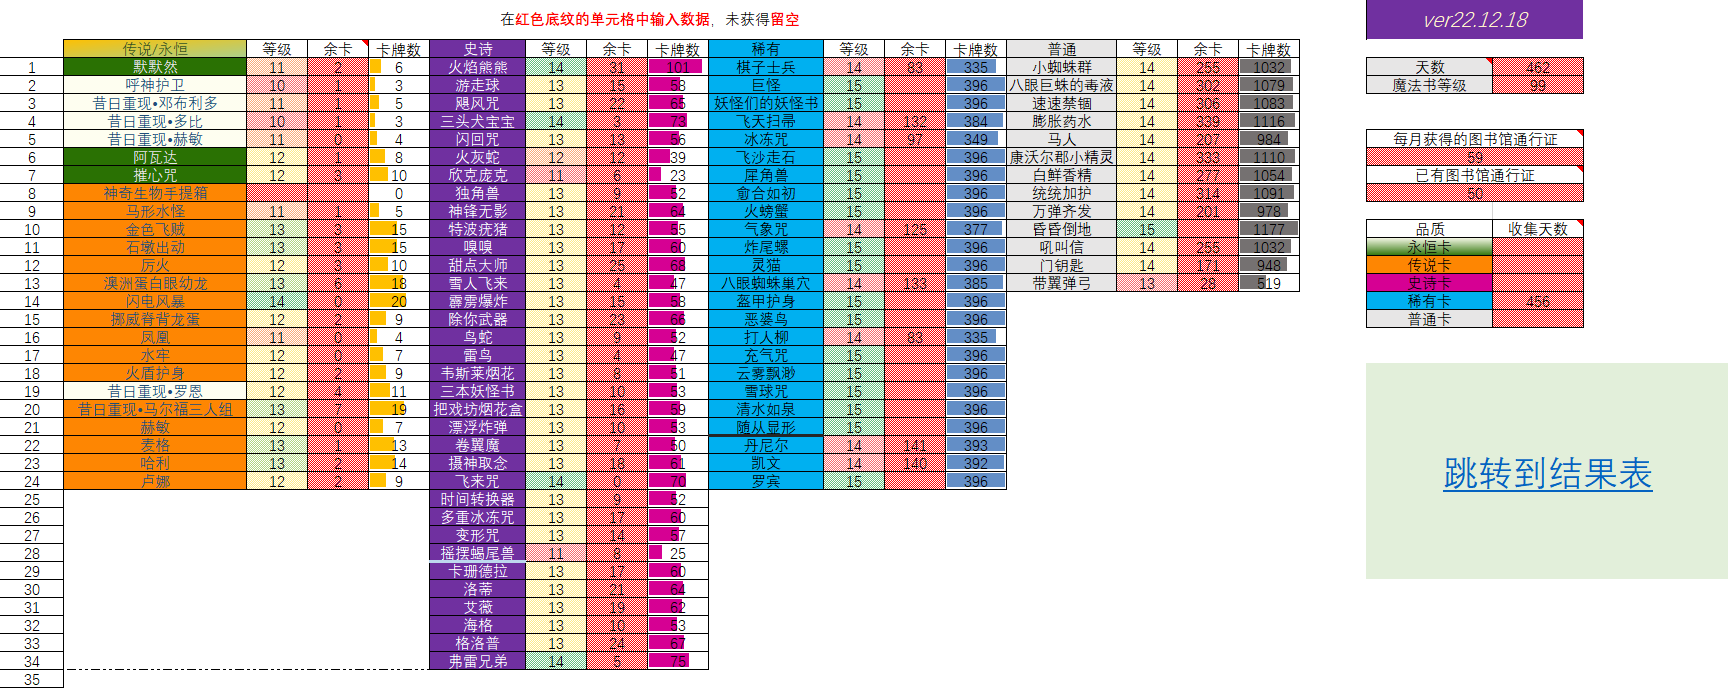 在红色底纹的单元格中输入数据，未获得留空
ver22.12.18
传说/永恒 等级 余卡 卡牌数 史诗 等级 余卡 卡牌数 稀有 等级 余卡 卡牌数 普通 等级 余卡 卡牌数
1 默默然 11 2 6 火焰熊熊 14 31 101 棋子士兵 14 83 335 小蜘蛛群 14 255 1032 天数 462
2 呼神护卫 10 1 3 游走球 13 15 58 巨怪 15 396 八眼巨蛛的毒液 14 302 1079 魔法书等级 99
3 昔日重现•邓布利多 11 1 5 飓风咒 13 22 65 妖怪们的妖怪书 15 396 速速禁锢 14 306 1083
4 昔日重现•多比 10 1 3 三头犬宝宝 14 3 73 飞天扫帚 14 132 384 膨胀药水 14 339 1116
5 昔日重现•赫敏 11 0 4 闪回咒 13 13 56 冰冻咒 14 97 349 马人 14 207 984 每月获得的图书馆通行证
6 阿瓦达 12 1 8 火灰蛇 12 12 39 飞沙走石 15 396 康沃尔郡小精灵 14 333 1110 59
7 摧心咒 12 3 10 欣克庞克 11 6 23 犀角兽 15 396 白鲜香精 14 277 1054 已有图书馆通行证
8 神奇生物手提箱 0 独角兽 13 9 52 愈合如初 15 396 统统加护 14 314 1091 50
9 马形水怪 11 1 5 神锋无影 13 21 64 火螃蟹 15 396 万弹齐发 14 201 978
10 金色飞贼 13 3 15 特波疣猪 13 12 55 气象咒 14 125 377 昏昏倒地 15 1177 品质 收集天数
11 石墩出动 13 3 15 嗅嗅 13 17 60 炸尾螺 15 396 吼叫信 14 255 1032 永恒卡
12 厉火 12 3 10 甜点大师 13 25 68 灵猫 15 396 门钥匙 14 171 948 传说卡
13 澳洲蛋白眼幼龙 13 6 18 雪人飞来 13 4 47 八眼蜘蛛巢穴 14 133 385 带翼弹弓 13 28 519 史诗卡
14 闪电风暴 14 0 20 霹雳爆炸 13 15 58 盔甲护身 15 396 稀有卡 456
15 挪威脊背龙蛋 12 2 9 除你武器 13 23 66 恶婆鸟 15 396 普通卡
16 凤凰 11 0 4 鸟蛇 13 9 52 打人柳 14 83 335
17 水牢 12 0 7 雷鸟 13 4 47 充气咒 15 396
18 火盾护身 12 2 9 韦斯莱烟花 13 8 51 云雾飘渺 15 396
19 昔日重现•罗恩 12 4 11 三本妖怪书 13 10 53 雪球咒 15 396
20 昔日重现•马尔福三人组 13 7 19 把戏坊烟花盒 13 16 59 清水如泉 15 396
21 赫敏 12 0 7 漂浮炸弹 13 10 53 随从显形 15 396
22 麦格 13 1 13 卷翼魔 13 7 50 丹尼尔 14 141 393
23 哈利 13 2 14 摄神取念 13 18 61 凯文 14 140 392
24 卢娜 12 2 9 飞来咒 14 0 70 罗宾 15 396
25 时间转换器 13 9 52
26 多重冰冻咒 13 17 60
27 变形咒 13 14 57
28 摇摆蝎尾兽 11 8 25
29 卡珊德拉 13 17 60
30 洛蒂 13 21 64
31 艾薇 13 19 62
32 海格 13 10 53
33 格洛普 13 24 67
34 弗雷兄弟 14 5 75
35
跳转到结果表